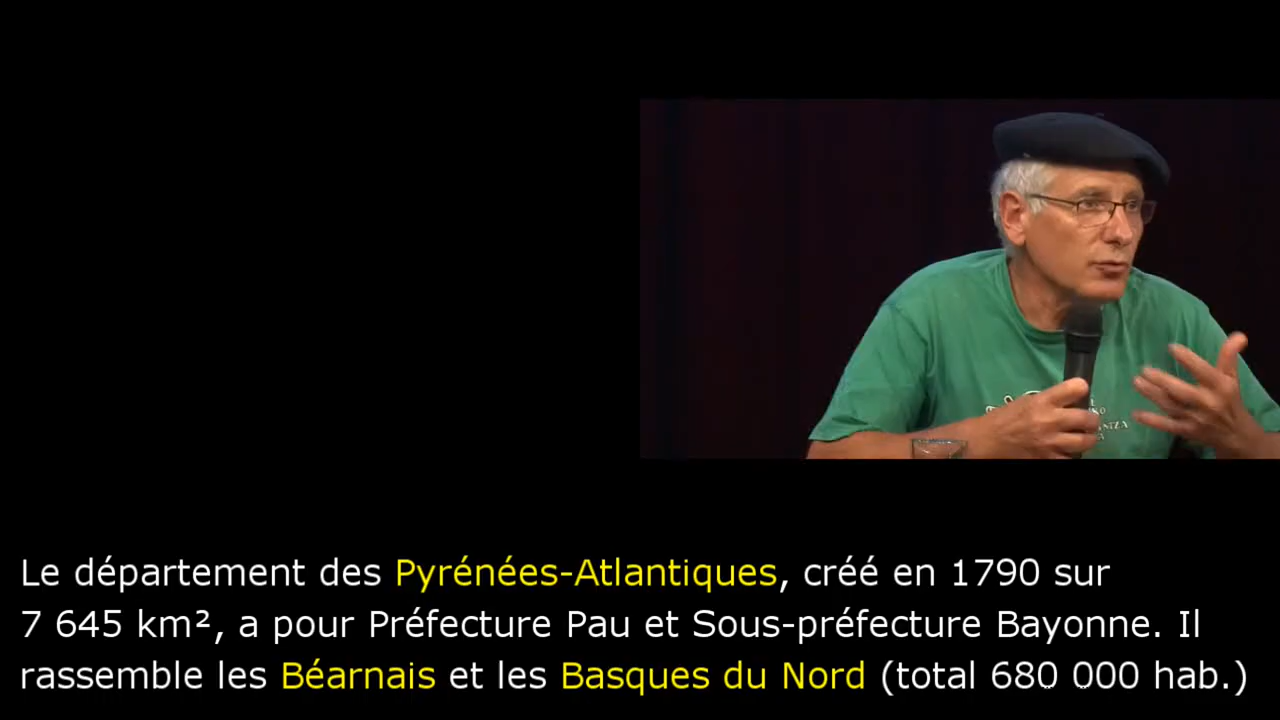 Le département des Pyrénées-Atlantiques, créé en 1790 sur
7 645 km², a pour Préfecture Pau et Sous-préfecture Bayonne. Il
rassemble les Béarnais et les Basques du Nord (total 680 000 hab.)